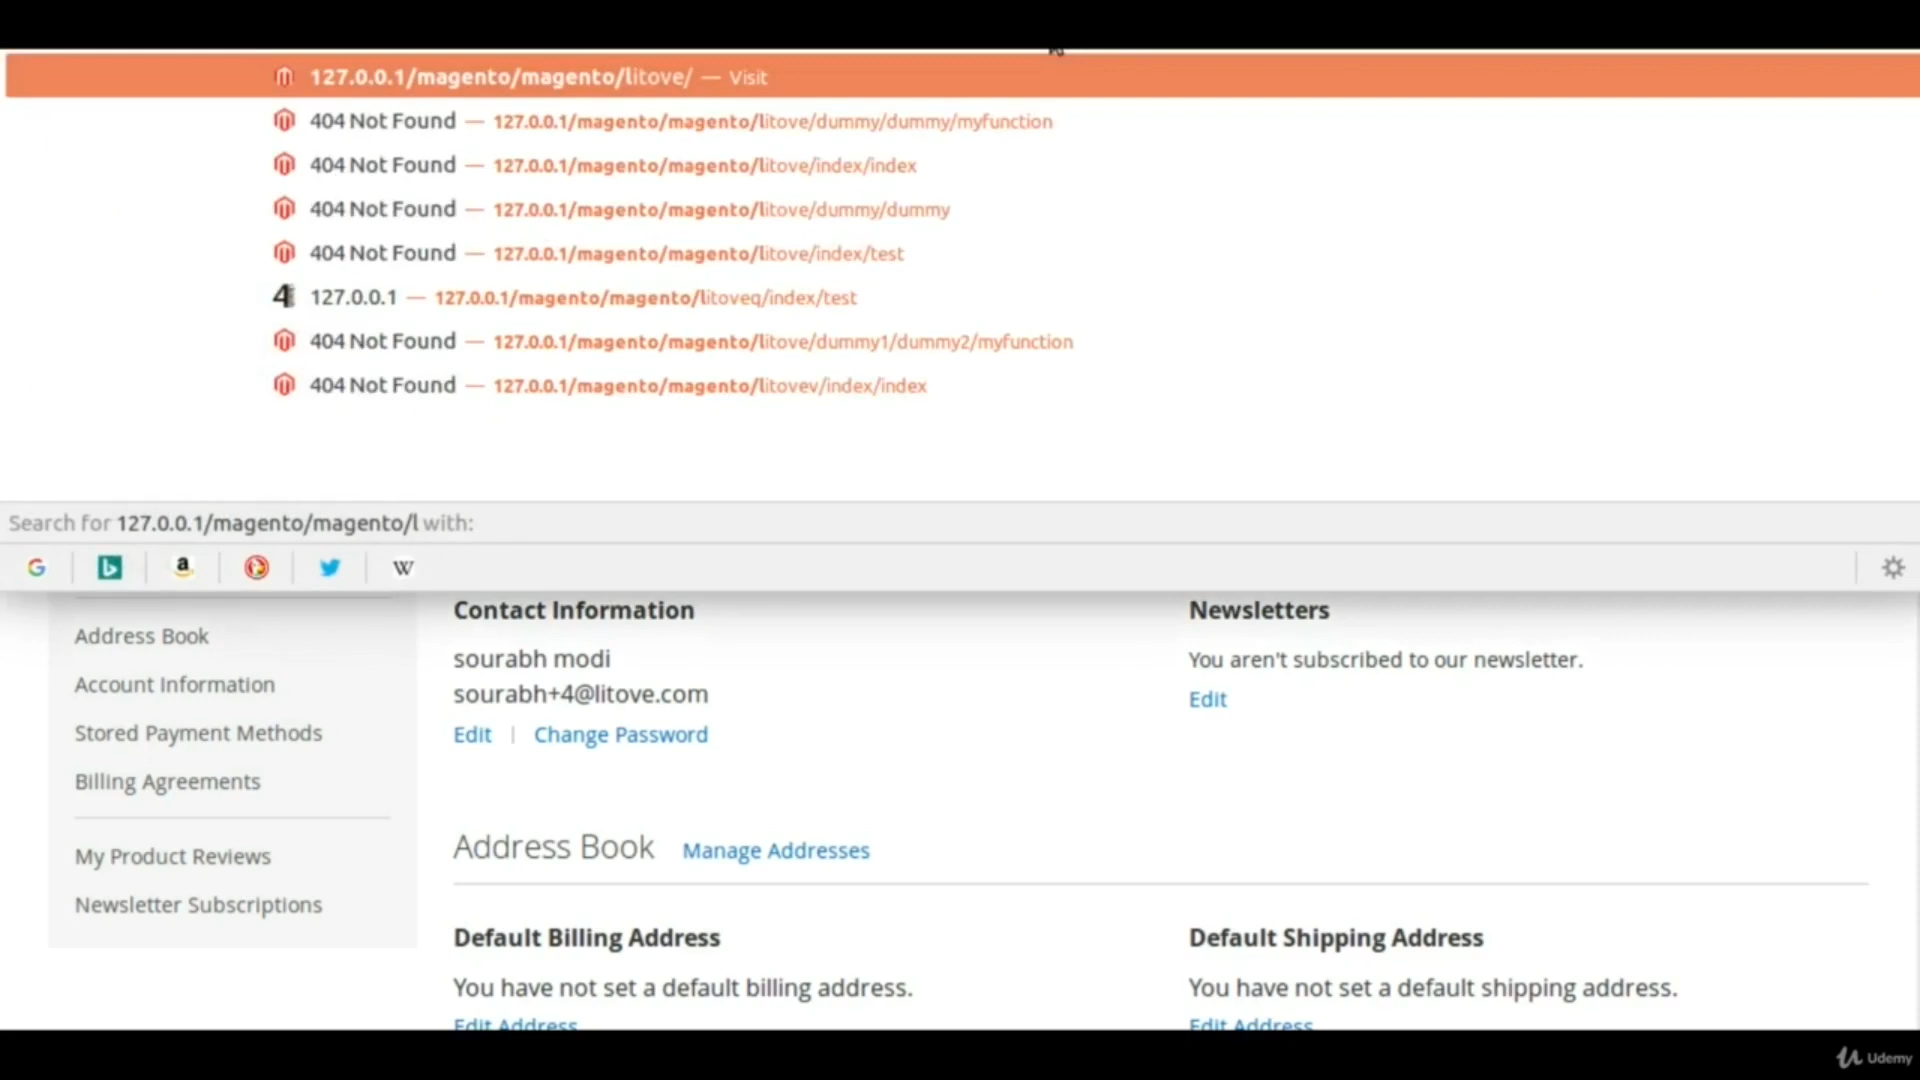 127.0.0.1/magento/magento/litove/ — Visit
404 Not Found — 127.0.0.1/magento/magento/litove/dummy/dummy/myfunction
404 Not Found — 127.0.0.1/magento/magento/litove/index/index
404 Not Found — 127.0.0.1/magento/magento/litove/dummy/dummy
404 Not Found — 127.0.0.1/magento/magento/litove/index/test
127.0.0.1 — 127.0.0.1/magento/magento/litoveq/index/test
404 Not Found — 127.0.0.1/magento/magento/litove/dummy1/dummy2/myfunction
404 Not Found — 127.0.0.1/magento/magento/litovev/index/index
Search for 127.0.0.1/magento/magento/l with:
Address Book
Account Information
Stored Payment Methods
Billing Agreements
My Product Reviews
Newsletter Subscriptions
Contact Information
sourabh modi
sourabh+4@litove.com
Edit | Change Password
Newsletters
You aren't subscribed to our newsletter.
Edit
Address Book Manage Addresses
Default Billing Address
You have not set a default billing address.
Edit Address
Default Shipping Address
You have not set a default shipping address.
Edit Address
Udemy